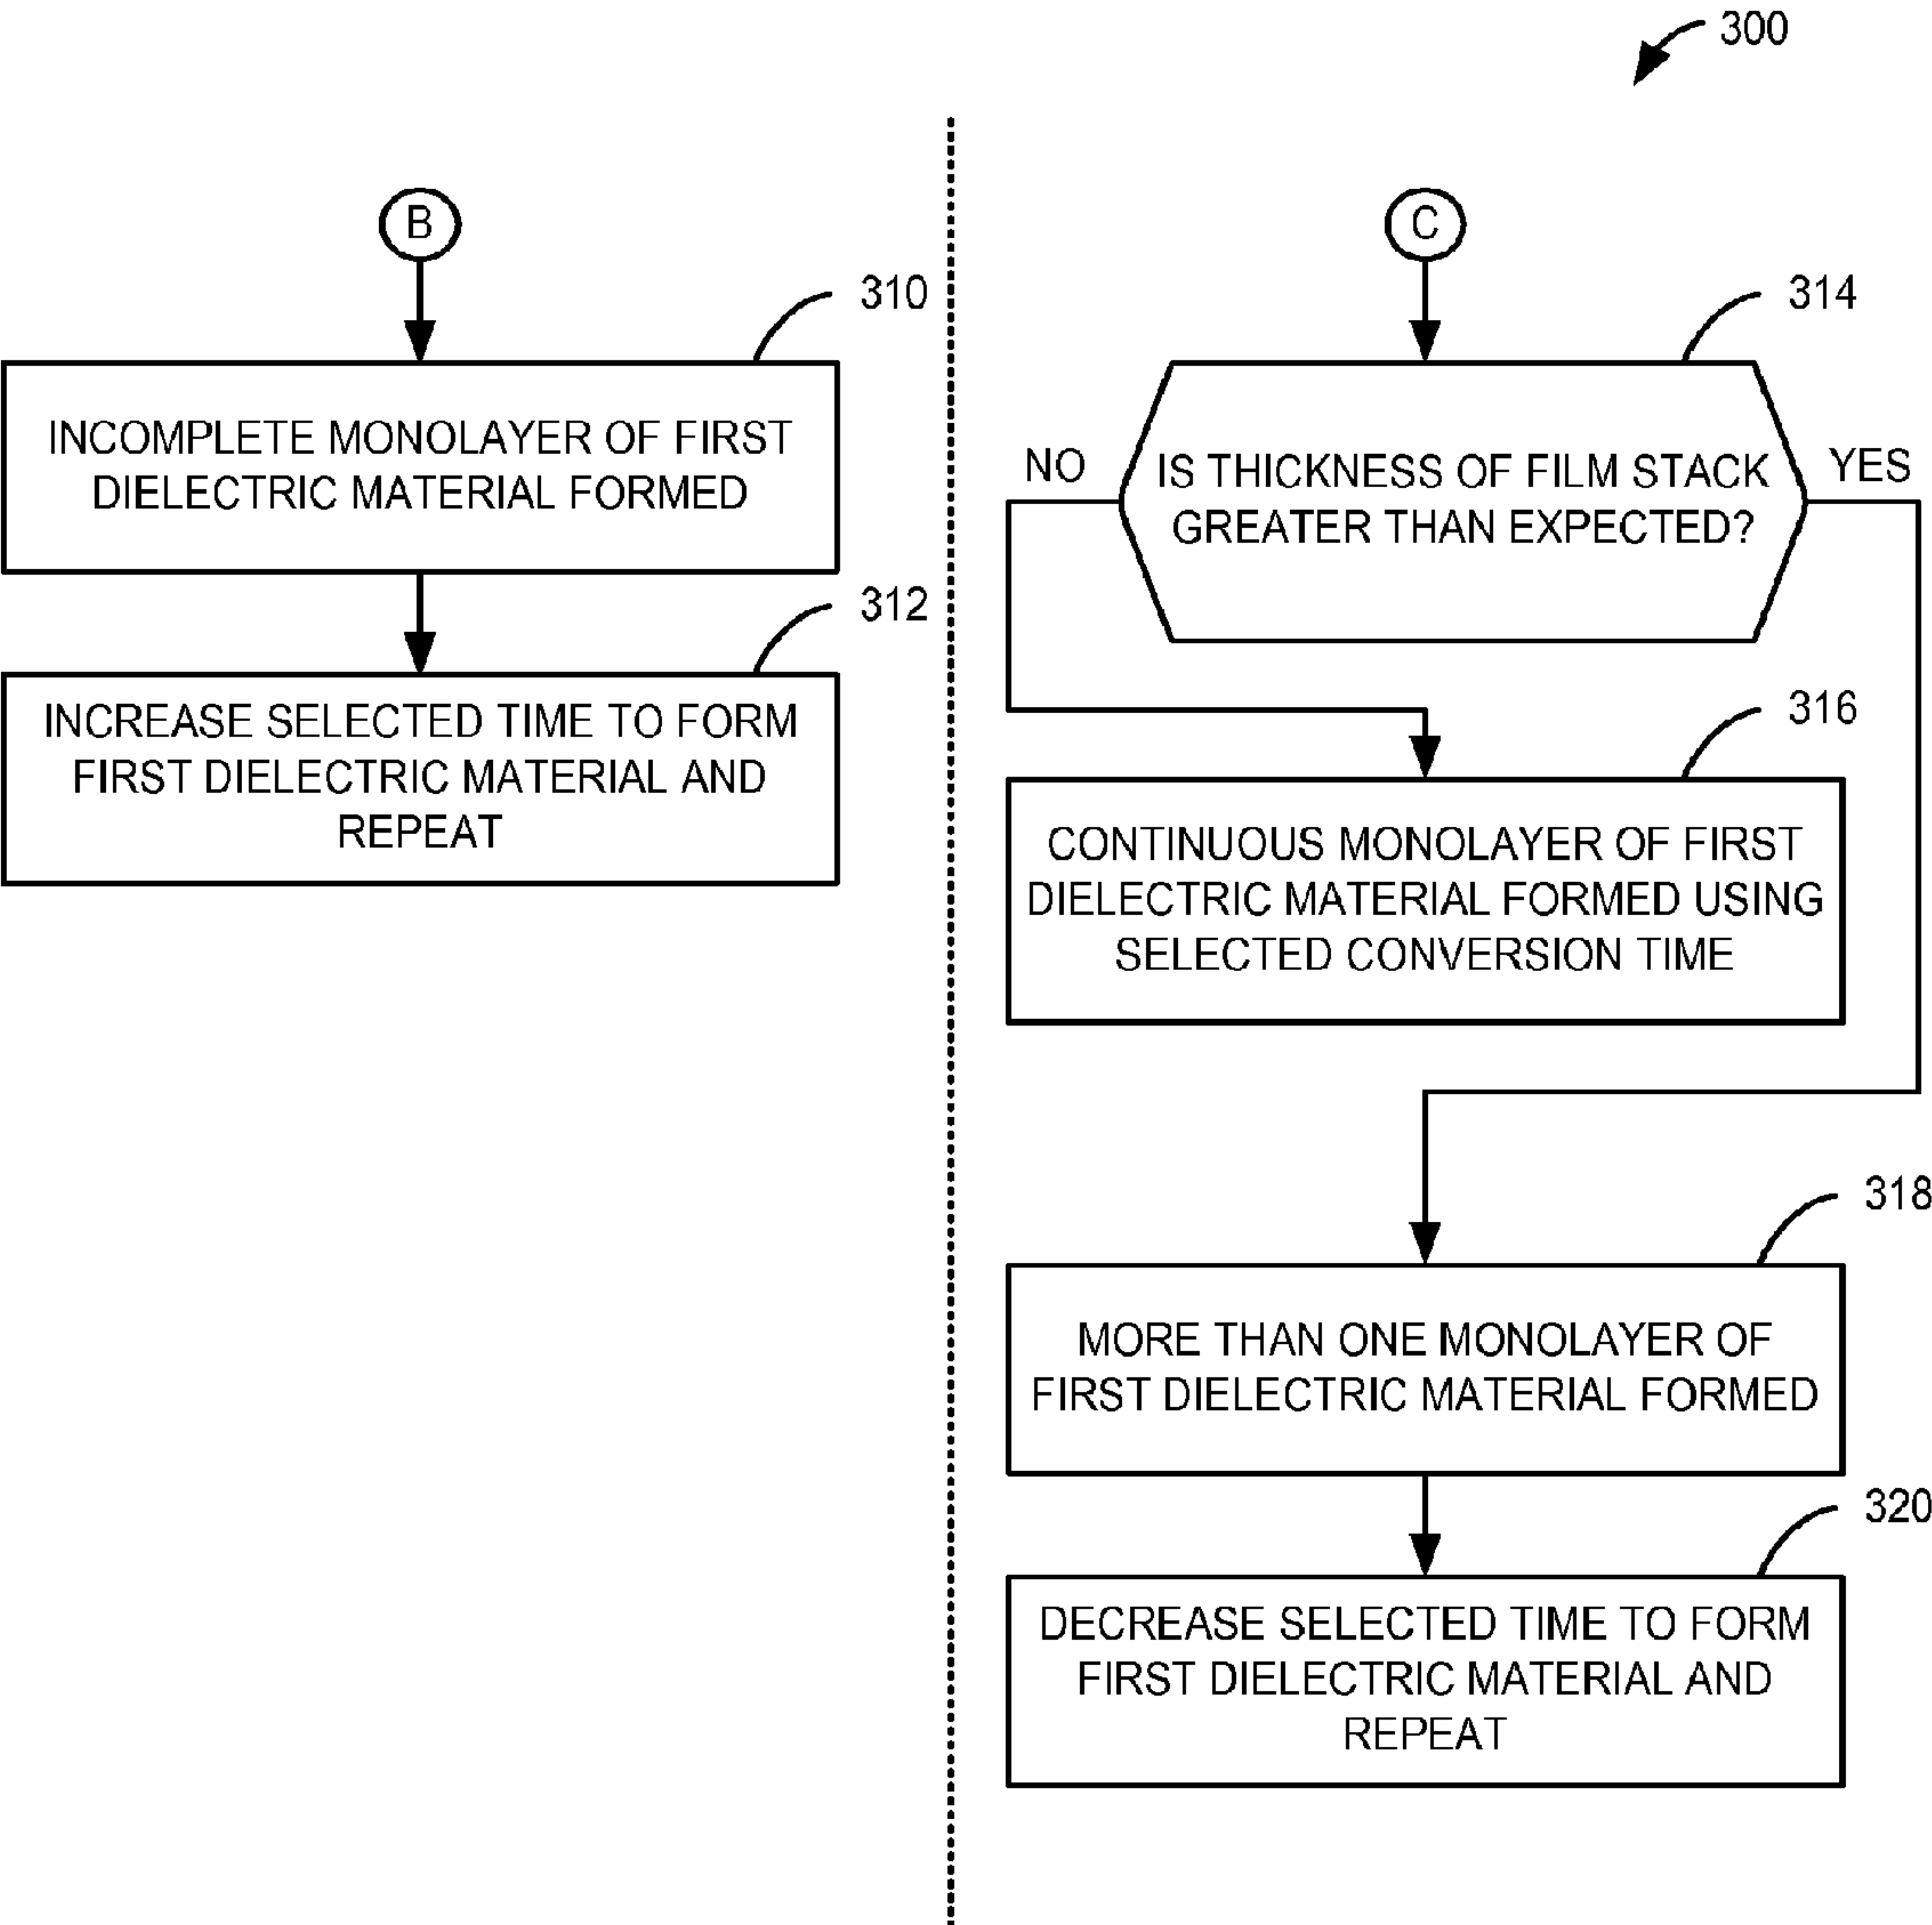 300
B
310
INCOMPLETE MONOLAYER OF FIRST
DIELECTRIC MATERIAL FORMED
312
INCREASE SELECTED TIME TO FORM
FIRST DIELECTRIC MATERIAL AND
REPEAT
C
314
NO
IS THICKNESS OF FILM STACK
GREATER THAN EXPECTED?
YES
316
CONTINUOUS MONOLAYER OF FIRST
DIELECTRIC MATERIAL FORMED USING
SELECTED CONVERSION TIME
318
MORE THAN ONE MONOLAYER OF
FIRST DIELECTRIC MATERIAL FORMED
320
DECREASE SELECTED TIME TO FORM
FIRST DIELECTRIC MATERIAL AND
REPEAT